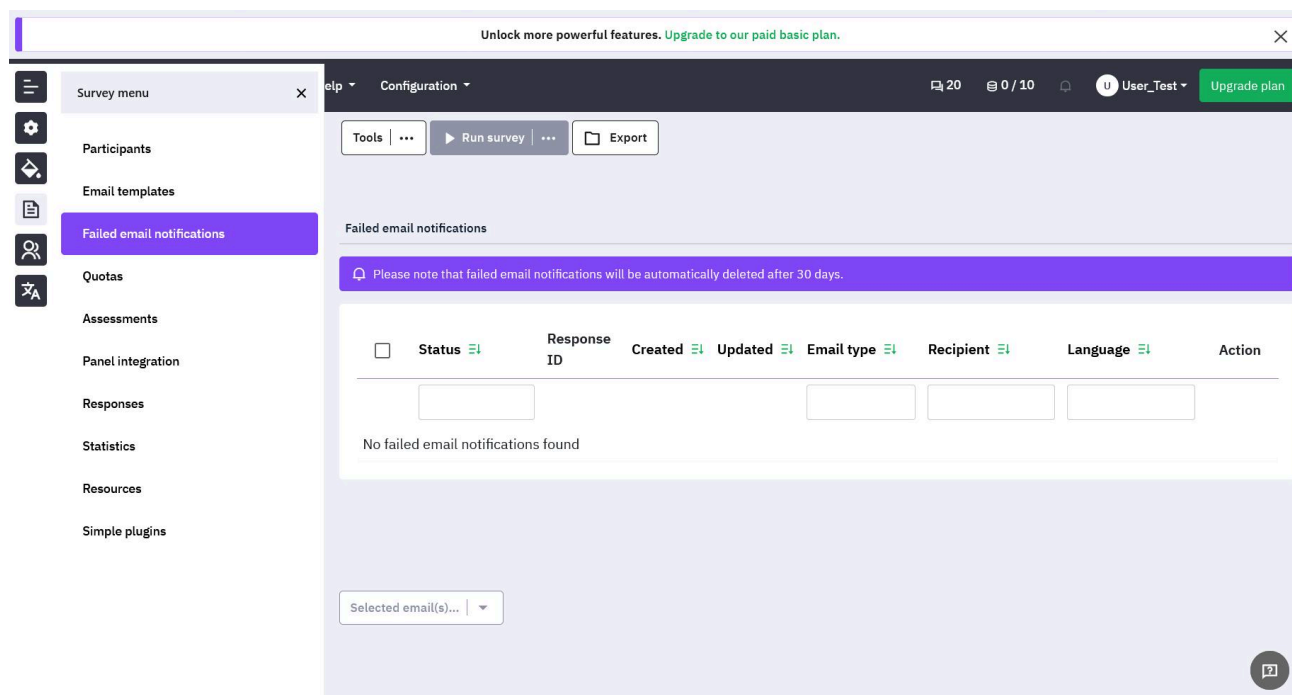 Unlock more powerful features. Upgrade to our paid basic plan.
Survey menu
elp
Configuration
20
0 / 10
U
User_Test
Upgrade plan
Participants
Email templates
Failed email notifications
Quotas
Assessments
Panel integration
Responses
Statistics
Resources
Simple plugins
Tools
Run survey
Export
Failed email notifications
Please note that failed email notifications will be automatically deleted after 30 days.
Status
Response
ID
Created
Updated
Email type
Recipient
Language
Action
No failed email notifications found
Selected email(s)...